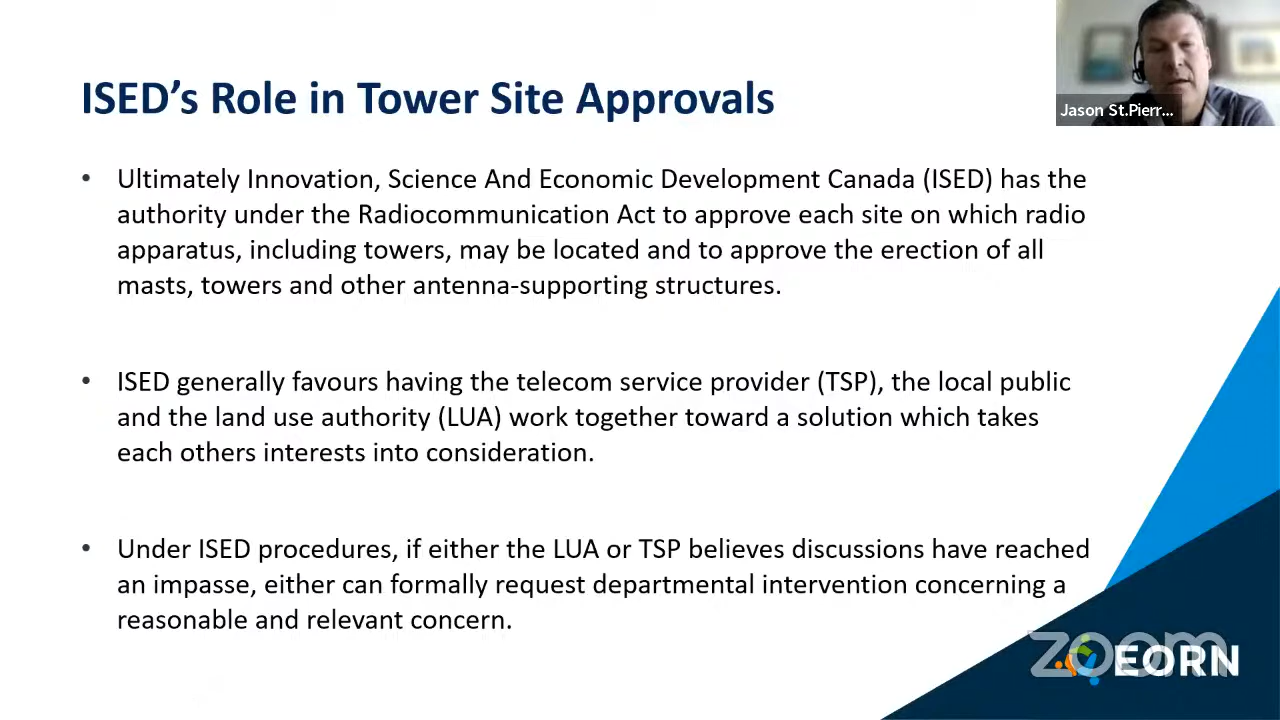 ISED’s Role in Tower Site Approvals
Jason St.Pierr...
• Ultimately Innovation, Science And Economic Development Canada (ISED) has the
authority under the Radiocommunication Act to approve each site on which radio
apparatus, including towers, may be located and to approve the erection of all
masts, towers and other antenna-supporting structures.
• ISED generally favours having the telecom service provider (TSP), the local public
and the land use authority (LUA) work together toward a solution which takes
each others interests into consideration.
• Under ISED procedures, if either the LUA or TSP believes discussions have reached
an impasse, either can formally request departmental intervention concerning a
reasonable and relevant concern.
zoom
EORN